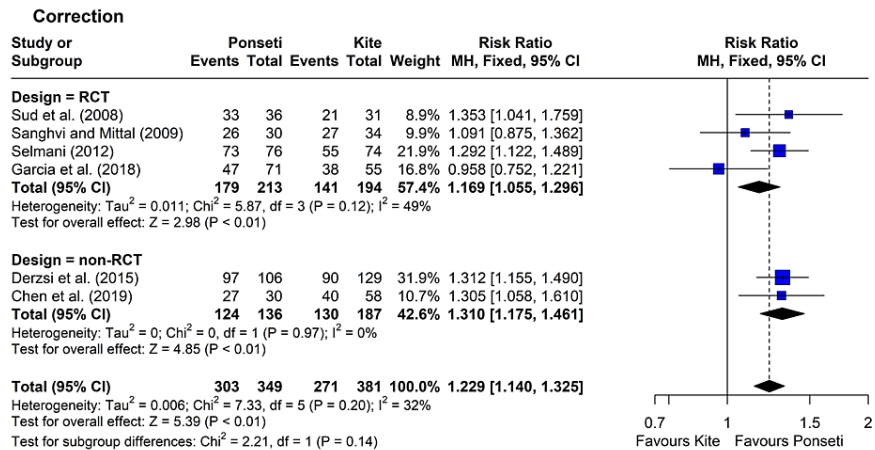 Correction
Study or Ponseti Kite Risk Ratio Risk Ratio
Subgroup Events Total Events Total Weight MH, Fixed, 95% CI MH, Fixed, 95% CI
Design = RCT
Sud et al. (2008) 33 36 21 31 8.9% 1.353 [1.041, 1.759]
Sanghvi and Mittal (2009) 26 30 27 34 9.9% 1.091 [0.875, 1.362]
Selmani (2012) 73 76 55 74 21.9% 1.292 [1.122, 1.489]
Garcia et al. (2018) 47 71 38 55 16.8% 0.958 [0.752, 1.221]
Total (95% CI) 179 213 141 194 57.4% 1.169 [1.055, 1.296]
Heterogeneity: Tau² = 0.011; Chi² = 5.87, df = 3 (P = 0.12); I² = 49%
Test for overall effect: Z = 2.98 (P < 0.01)
Design = non-RCT
Derzsi et al. (2015) 97 106 90 129 31.9% 1.312 [1.155, 1.490]
Chen et al. (2019) 27 30 40 58 10.7% 1.305 [1.058, 1.610]
Total (95% CI) 124 136 130 187 42.6% 1.310 [1.175, 1.461]
Heterogeneity: Tau² = 0; Chi² = 0, df = 1 (P = 0.97); I² = 0%
Test for overall effect: Z = 4.85 (P < 0.01)
Total (95% CI) 303 349 271 381 100.0% 1.229 [1.140, 1.325]
Heterogeneity: Tau² = 0.006; Chi² = 7.33, df = 5 (P = 0.20); I² = 32%
Test for overall effect: Z = 5.39 (P < 0.01)
Test for subgroup differences: Chi² = 2.21, df = 1 (P = 0.14)
0.7 1 1.5 2
Favours Kite Favours Ponseti